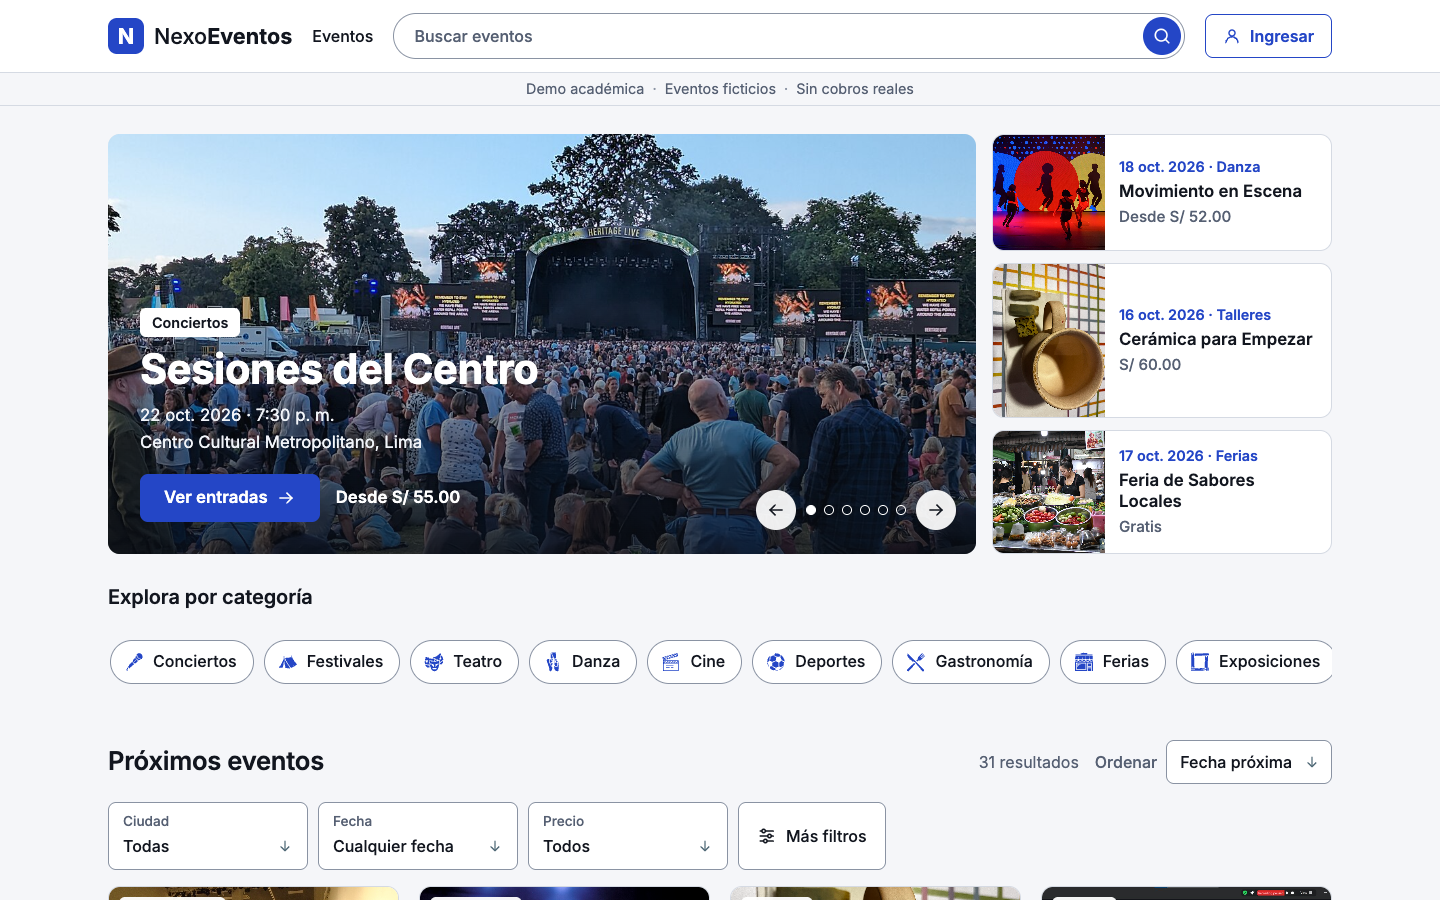 N NexoEventos
Eventos
Buscar eventos
Ingresar
Demo académica · Eventos ficticios · Sin cobros reales
HERITAGE LIVE
Conciertos
Sesiones del Centro
22 oct. 2026 · 7:30 p. m.
Centro Cultural Metropolitano, Lima
Ver entradas →
Desde S/ 55.00
18 oct. 2026 · Danza
Movimiento en Escena
Desde S/ 52.00
16 oct. 2026 · Talleres
Cerámica para Empezar
S/ 60.00
17 oct. 2026 · Ferias
Feria de Sabores
Locales
Gratis
Explora por categoría
Conciertos
Festivales
Teatro
Danza
Cine
Deportes
Gastronomía
Ferias
Exposiciones
Próximos eventos
31 resultados
Ordenar
Fecha próxima
Ciudad
Todas
Fecha
Cualquier fecha
Precio
Todos
Más filtros